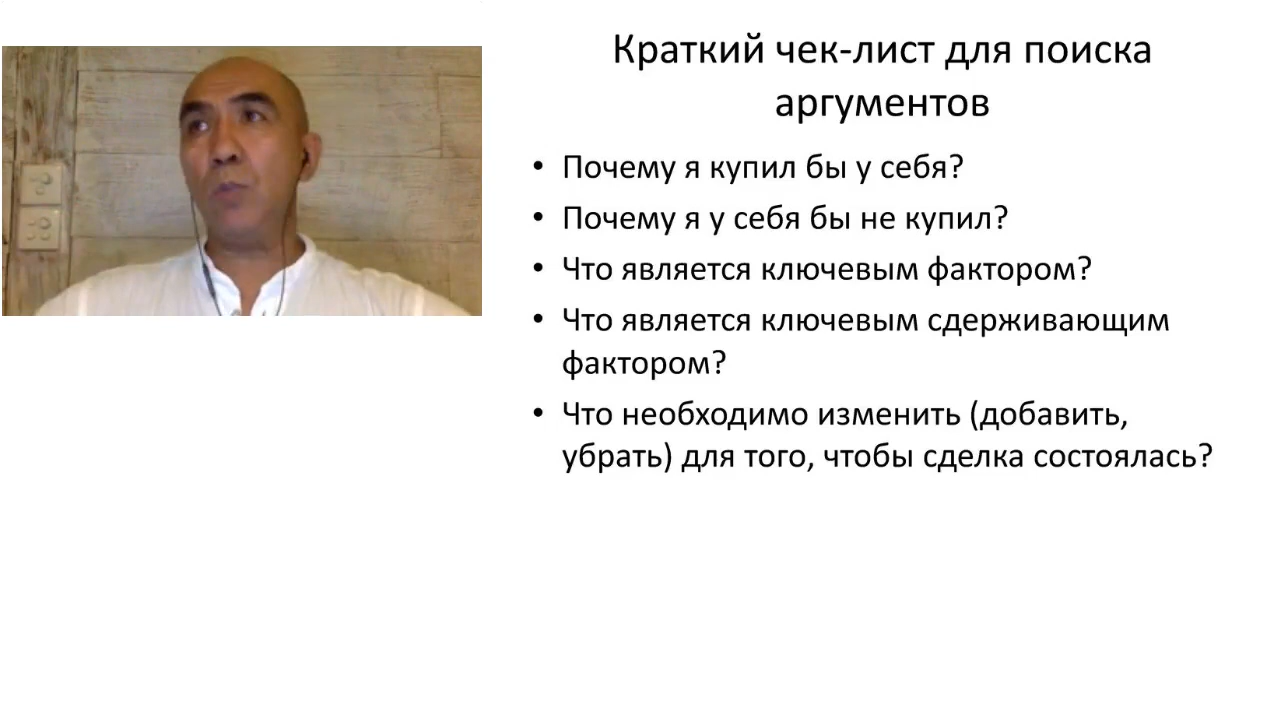 Краткий чек-лист для поиска
аргументов
• Почему я купил бы у себя?
• Почему я у себя бы не купил?
• Что является ключевым фактором?
• Что является ключевым сдерживающим
фактором?
• Что необходимо изменить (добавить,
убрать) для того, чтобы сделка состоялась?